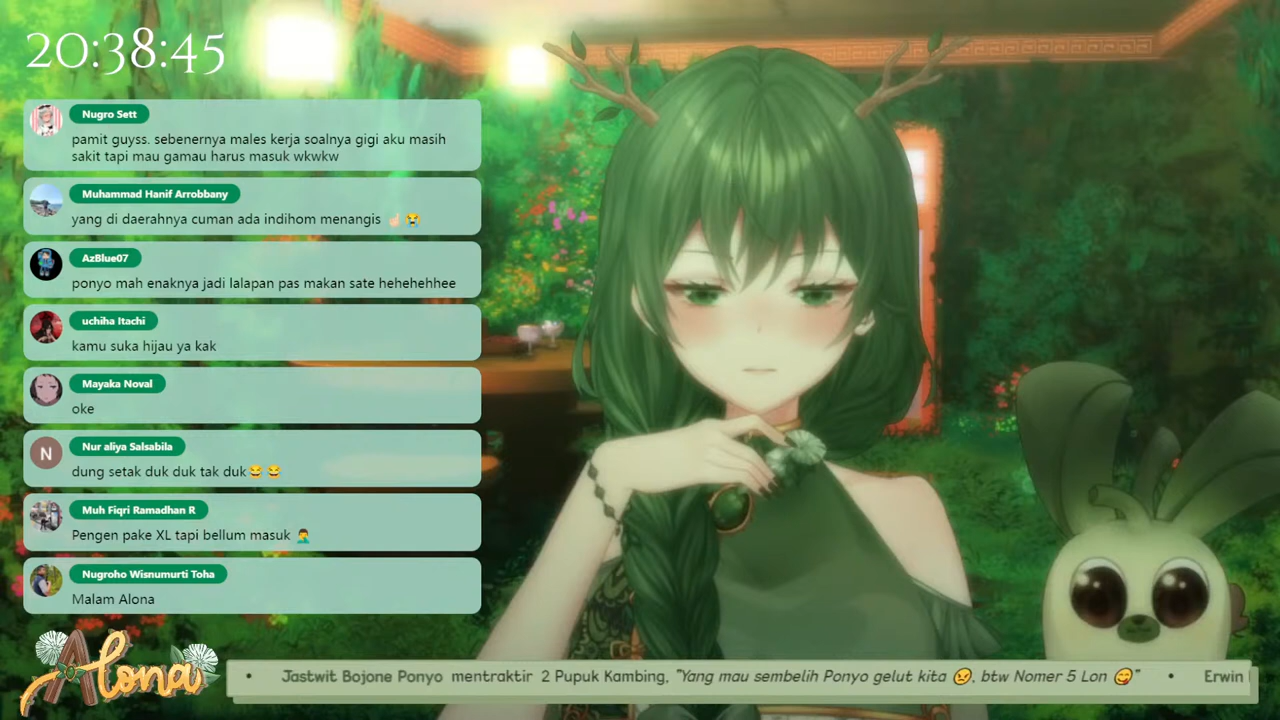 20:38:45
Nugro Sett
pamit guyss. sebenernya males kerja soalnya gigi aku masih
sakit tapi mau gamau harus masuk wkwkw
Muhammad Hanif Arrobbany
yang di daerahnya cuman ada indihom menangis ☝🏻😭
AzBlue07
ponyo mah enaknya jadi lalapan pas makan sate hehehehhee
uchiha Itachi
kamu suka hijau ya kak
Mayaka Noval
oke
N
Nur aliya Salsabila
dung setak duk duk tak duk😂😂
Muh Fiqri Ramadhan R
Pengen pake XL tapi bellum masuk 🤦‍♂️
Nugroho Wisnumurti Toha
Malam Alona
Alona
• Jastwit Bojone Ponyo mentraktir 2 Pupuk Kambing, "Yang mau sembelih Ponyo gelut kita 😠. btw Nomer 5 Lon 😋" • Erwin